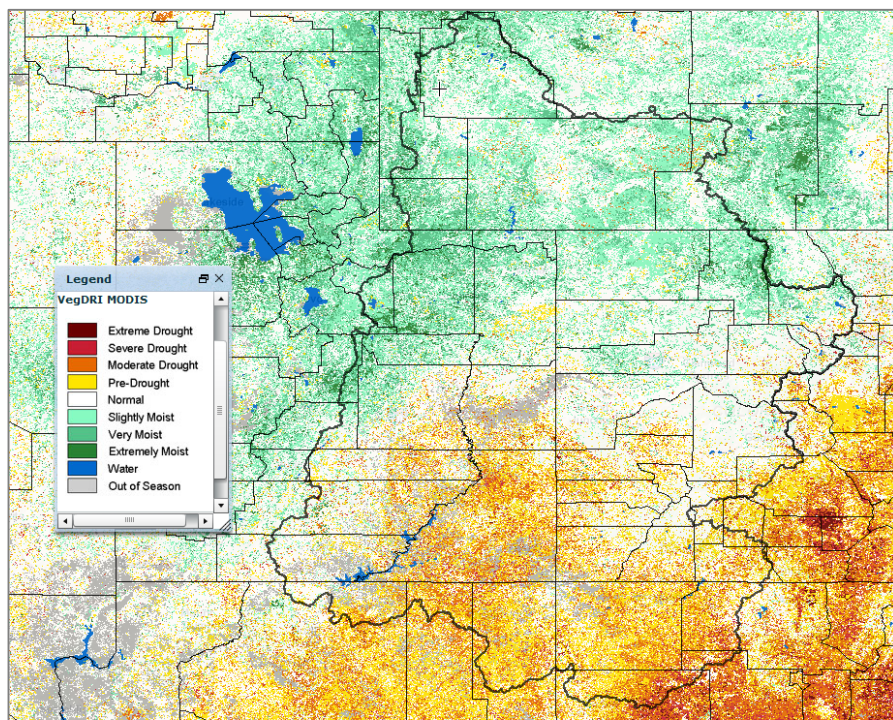 Legend
VegDRI MODIS
Extreme Drought
Severe Drought
Moderate Drought
Pre-Drought
Normal
Slightly Moist
Very Moist
Extremely Moist
Water
Out of Season